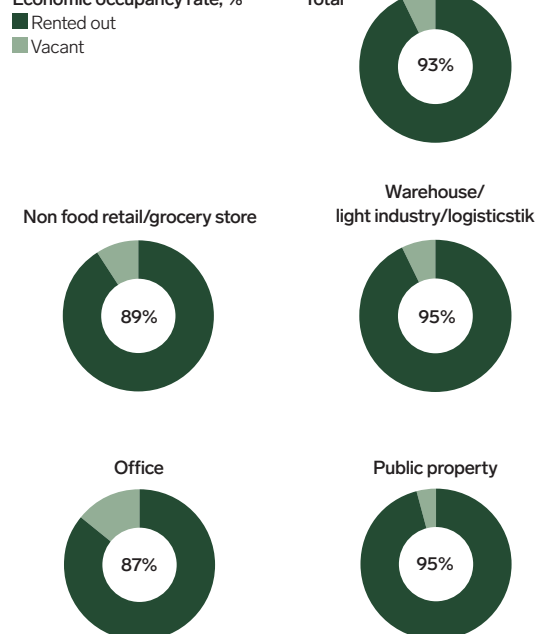 Economic occupancy rate, %
Rented out
Vacant
Total
93%
Non food retail/grocery store
89%
Warehouse/
light industry/logisticstik
95%
Office
87%
Public property
95%